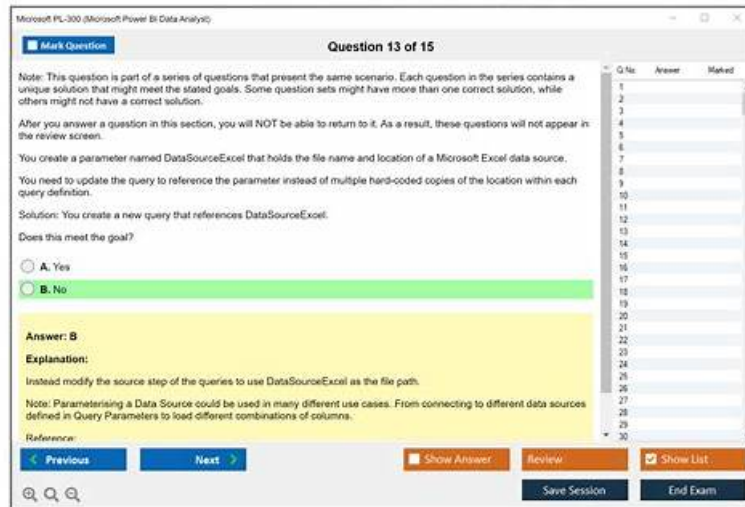 Microsoft PL-300 (Microsoft Power BI Data Analyst)
Mark Question
Question 13 of 15
Note: This question is part of a series of questions that present the same scenario. Each question in the series contains a
unique solution that might meet the stated goals. Some question sets might have more than one correct solution, while
others might not have a correct solution.
After you answer a question in this section, you will NOT be able to return to it. As a result, these questions will not appear in
the review screen.
You create a parameter named DataSourceExcel that holds the file name and location of a Microsoft Excel data source.
You need to update the query to reference the parameter instead of multiple hard-coded copies of the location within each
query definition.
Solution: You create a new query that references DataSourceExcel.
Does this meet the goal?
A. Yes
B. No
Answer: B
Explanation:
Instead modify the source step of the queries to use DataSourceExcel as the file path.
Note: Parameterising a Data Source could be used in many different use cases. From connecting to different data sources
defined in Query Parameters to load different combinations of columns.
Reference:
Q.No. Answer Marked
1
2
3
4
5
6
7
8
9
10
11
12
13
14
15
16
17
18
19
20
21
22
23
24
25
26
27
28
29
30
Previous
Next
Show Answer
Review
Show List
Save Session
End Exam